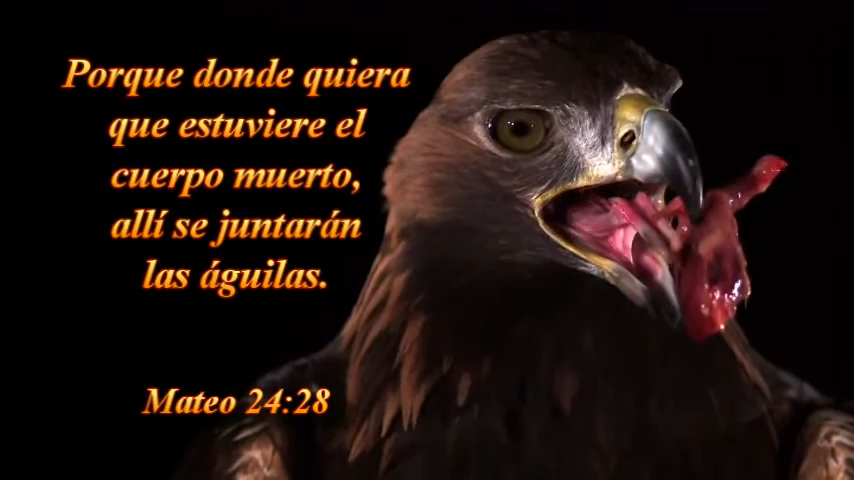 Porque donde quiera
que estuviere el
cuerpo muerto,
allí se juntarán
las águilas.
Mateo 24:28